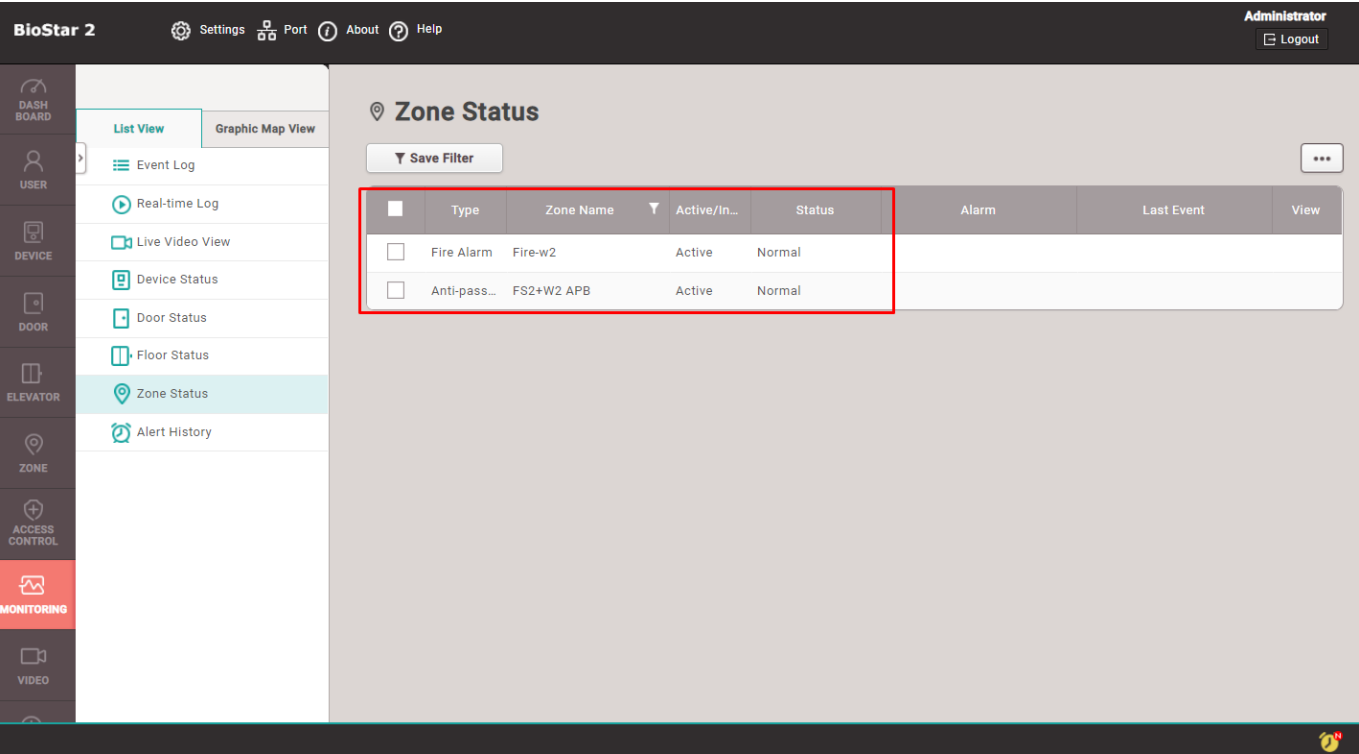 BioStar 2
Settings Port About Help
Administrator
Logout
DASH
BOARD
USER
DEVICE
DOOR
ELEVATOR
ZONE
ACCESS
CONTROL
MONITORING
VIDEO
List View Graphic Map View
Event Log
Real-time Log
Live Video View
Device Status
Door Status
Floor Status
Zone Status
Alert History
Zone Status
Save Filter
Type Zone Name Active/In... Status Alarm Last Event View
Fire Alarm Fire-w2 Active Normal
Anti-pass... FS2+W2 APB Active Normal
N